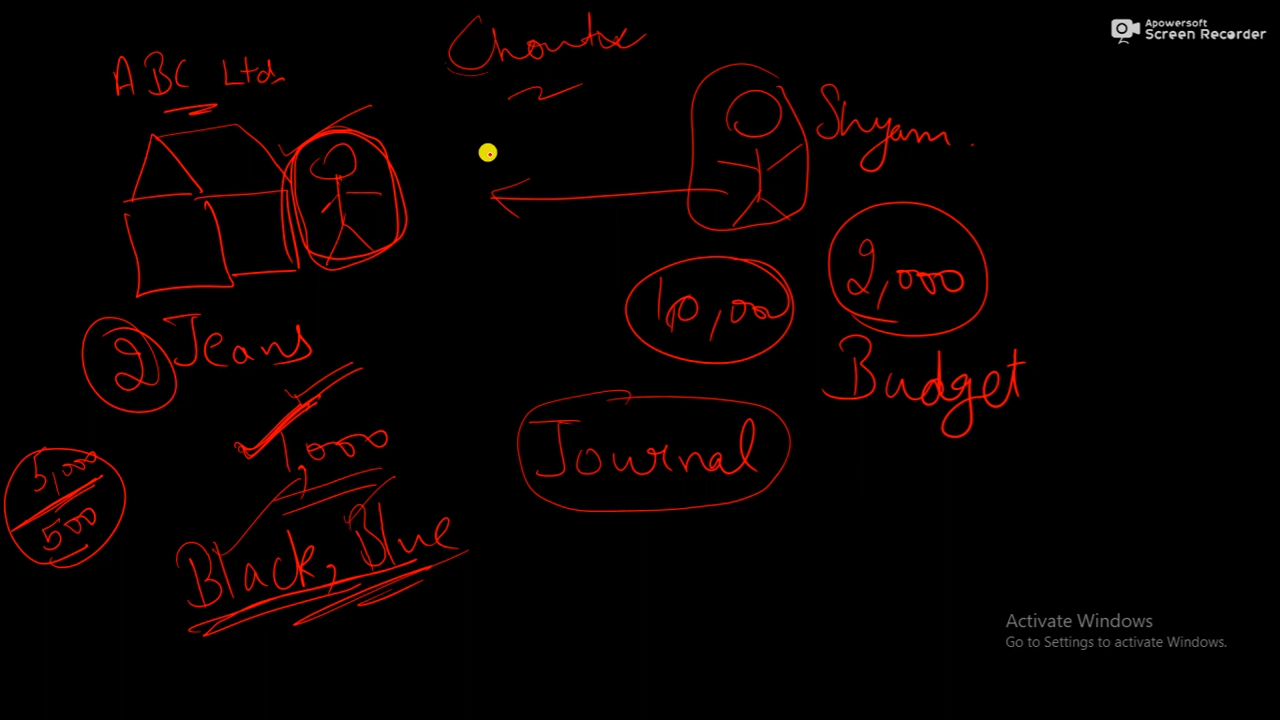 Apowersoft
Screen Recorder
ABC Ltd.
Shyam.
10,000
2,000
Budget
2 Jeans
1,000
Journal
5,000
500
Black, Blue
Activate Windows
Go to Settings to activate Windows.